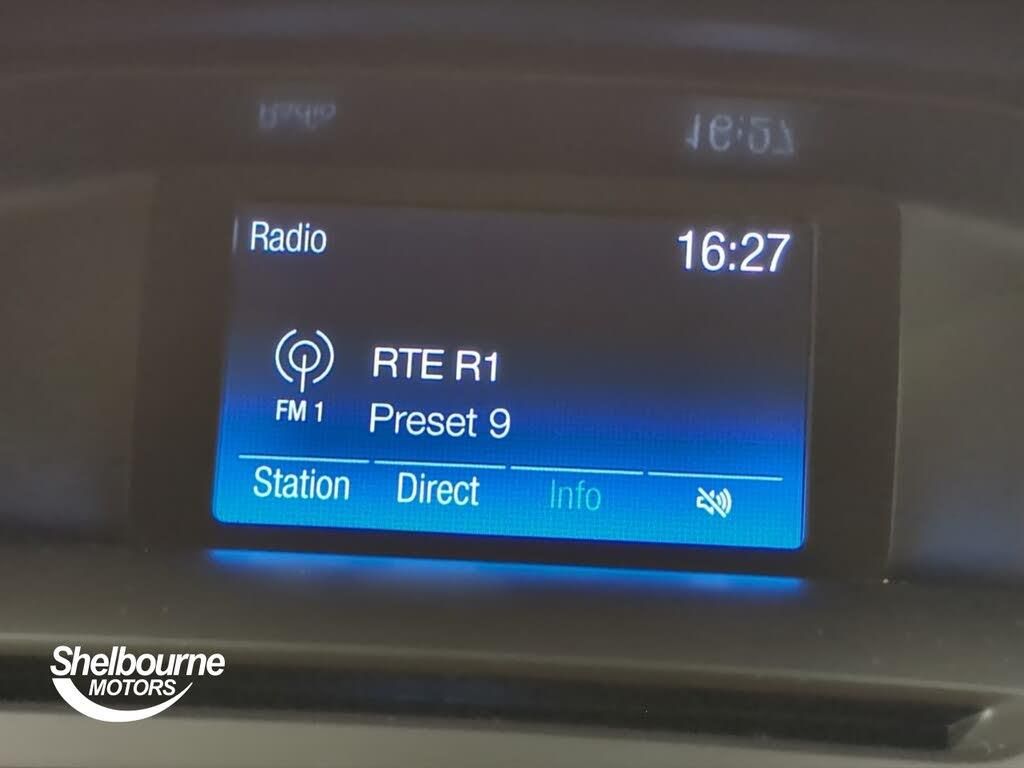 Radio
16:27
RTE R1
FM 1
Preset 9
Station Direct Info
Shelbourne
MOTORS